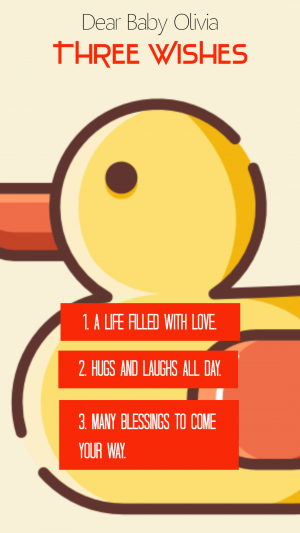 Dear Baby Olivia
THREE WISHES
1. A LIFE FILLED WITH LOVE.
2. HUGS AND LAUGHS ALL DAY.
3. MANY BLESSINGS TO COME
YOUR WAY.